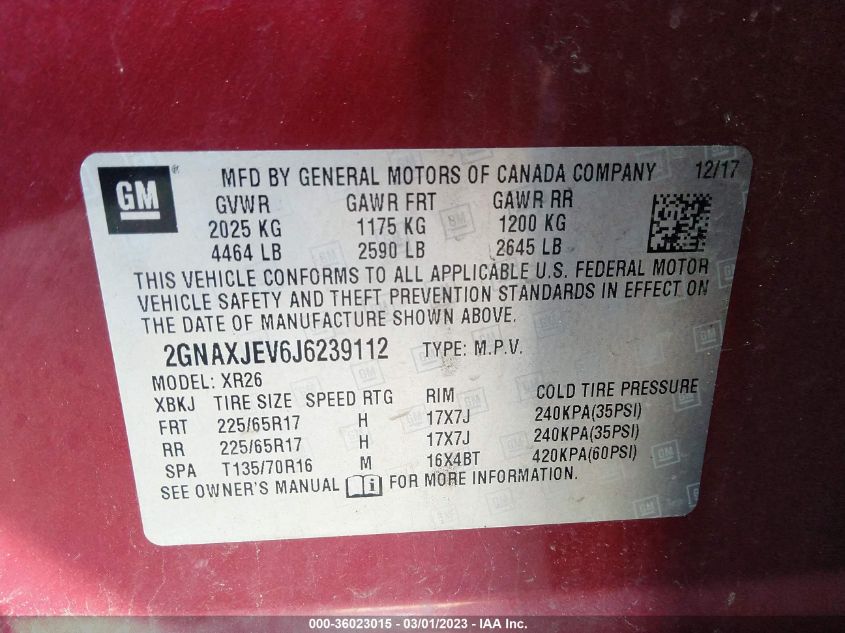 GM ®
MFD BY GENERAL MOTORS OF CANADA COMPANY 12/17
GVWR GAWR FRT GAWR RR
2025 KG 1175 KG 1200 KG
4464 LB 2590 LB 2645 LB
THIS VEHICLE CONFORMS TO ALL APPLICABLE U.S. FEDERAL MOTOR
VEHICLE SAFETY AND THEFT PREVENTION STANDARDS IN EFFECT ON
THE DATE OF MANUFACTURE SHOWN ABOVE.
2GNAXJEV6J6239112 TYPE: M.P.V.
MODEL: XR26
XBKJ TIRE SIZE SPEED RTG RIM COLD TIRE PRESSURE
FRT 225/65R17 H 17X7J 240KPA(35PSI)
RR 225/65R17 H 17X7J 240KPA(35PSI)
SPA T135/70R16 M 16X4BT 420KPA(60PSI)
SEE OWNER'S MANUAL i FOR MORE INFORMATION.
000-36023015 - 03/01/2023 - IAA Inc.